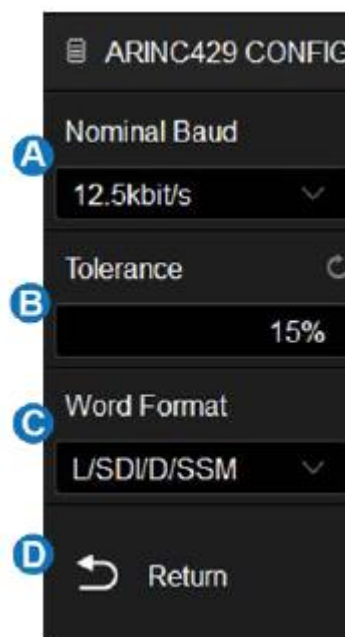 ARINC429 CONFIG
A
Nominal Baud
12.5kbit/s
B
Tolerance
15%
C
Word Format
L/SDI/D/SSM
D
Return